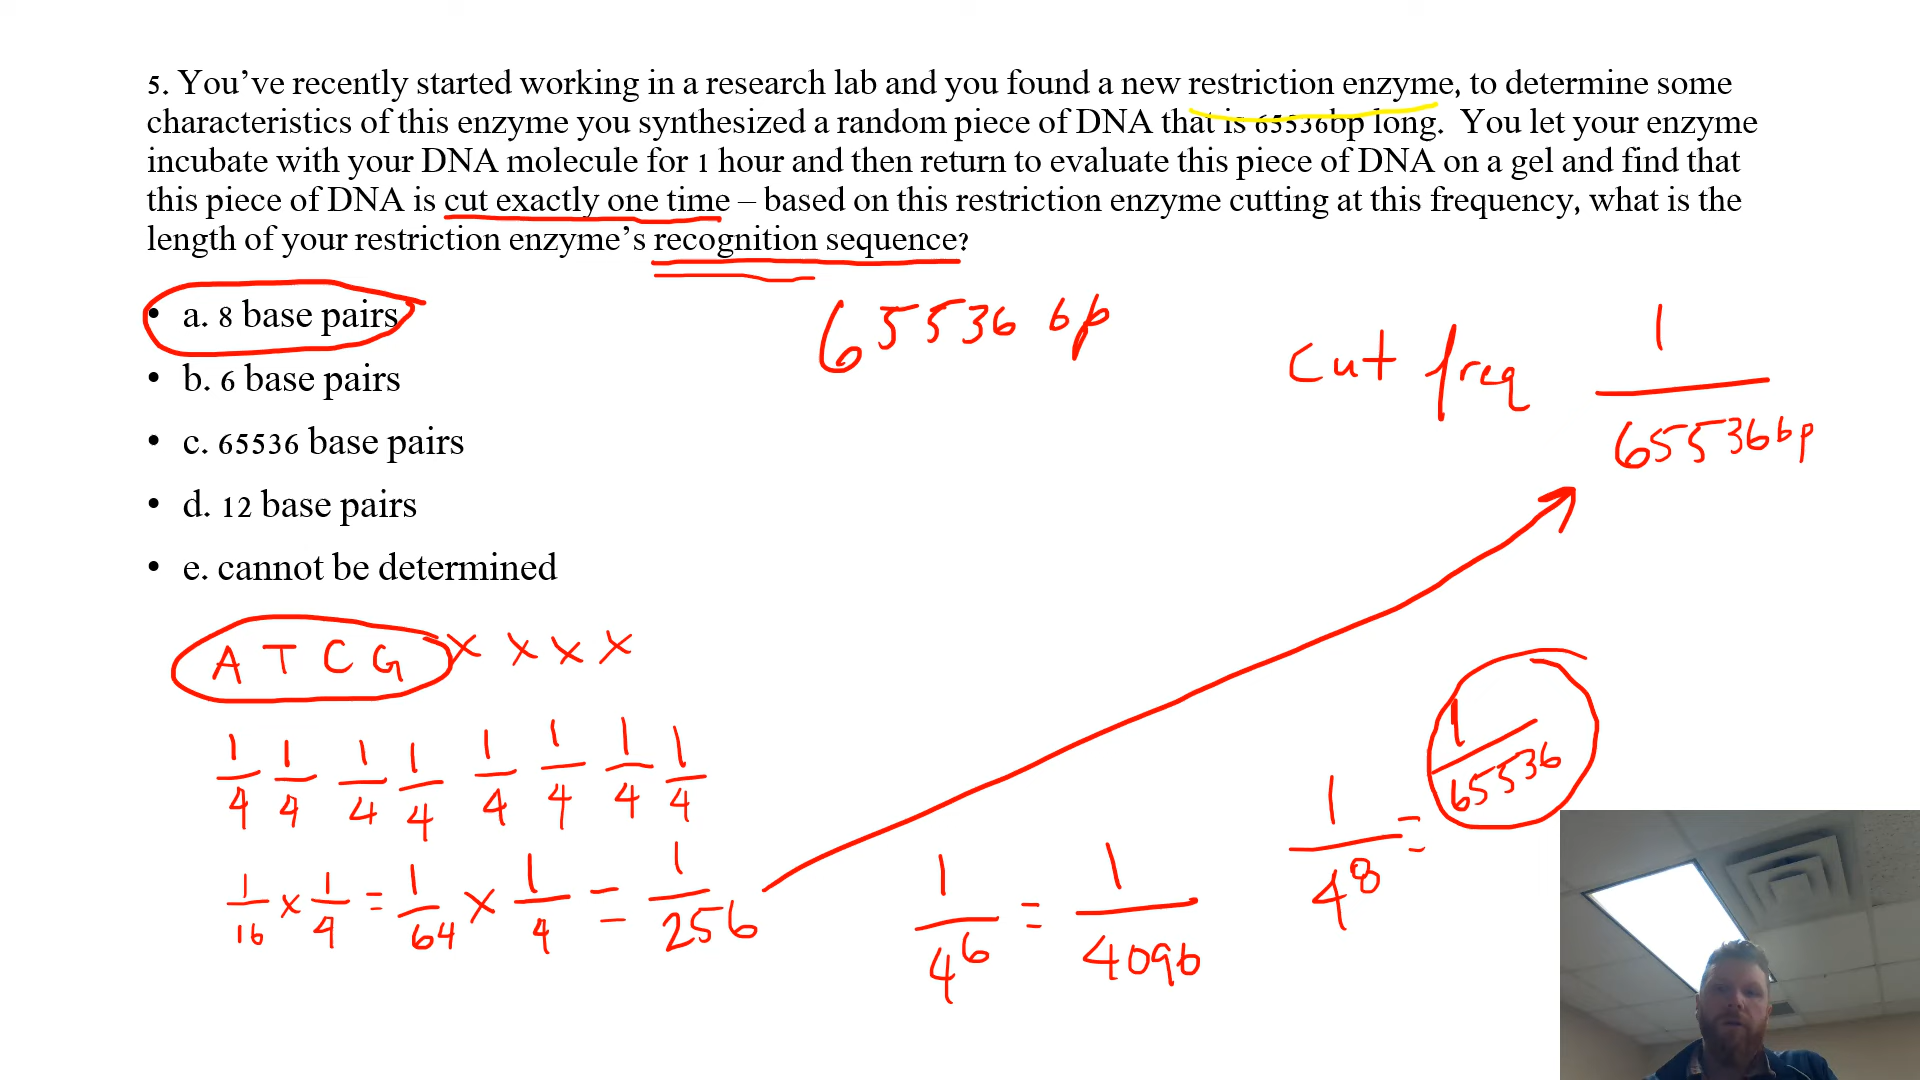 5. You've recently started working in a research lab and you found a new restriction enzyme, to determine some
characteristics of this enzyme you synthesized a random piece of DNA that is 65536bp long.  You let your enzyme
incubate with your DNA molecule for 1 hour and then return to evaluate this piece of DNA on a gel and find that
this piece of DNA is cut exactly one time – based on this restriction enzyme cutting at this frequency, what is the
length of your restriction enzyme's recognition sequence?
• a. 8 base pairs
65536 bp
cut freq 1/65536bp
• b. 6 base pairs
• c. 65536 base pairs
• d. 12 base pairs
• e. cannot be determined
A T C G x x x x
1/4 1/4 1/4 1/4 1/4 1/4 1/4 1/4
1/16 x 1/4 = 1/64 x 1/4 = 1/256
1/4^6 = 1/4096
1/4^8 = 1/65536